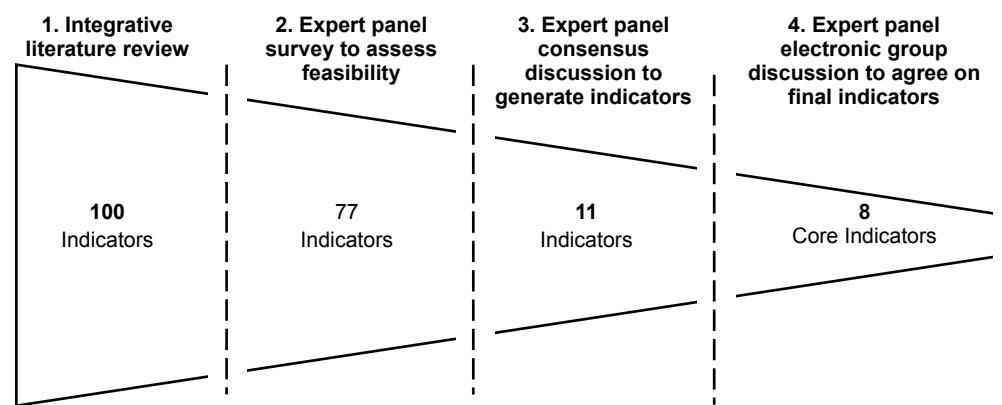 1. Integrative
literature review
2. Expert panel
survey to assess
feasibility
3. Expert panel
consensus
discussion to
generate indicators
4. Expert panel
electronic group
discussion to agree on
final indicators
100
Indicators
77
Indicators
11
Indicators
8
Core Indicators